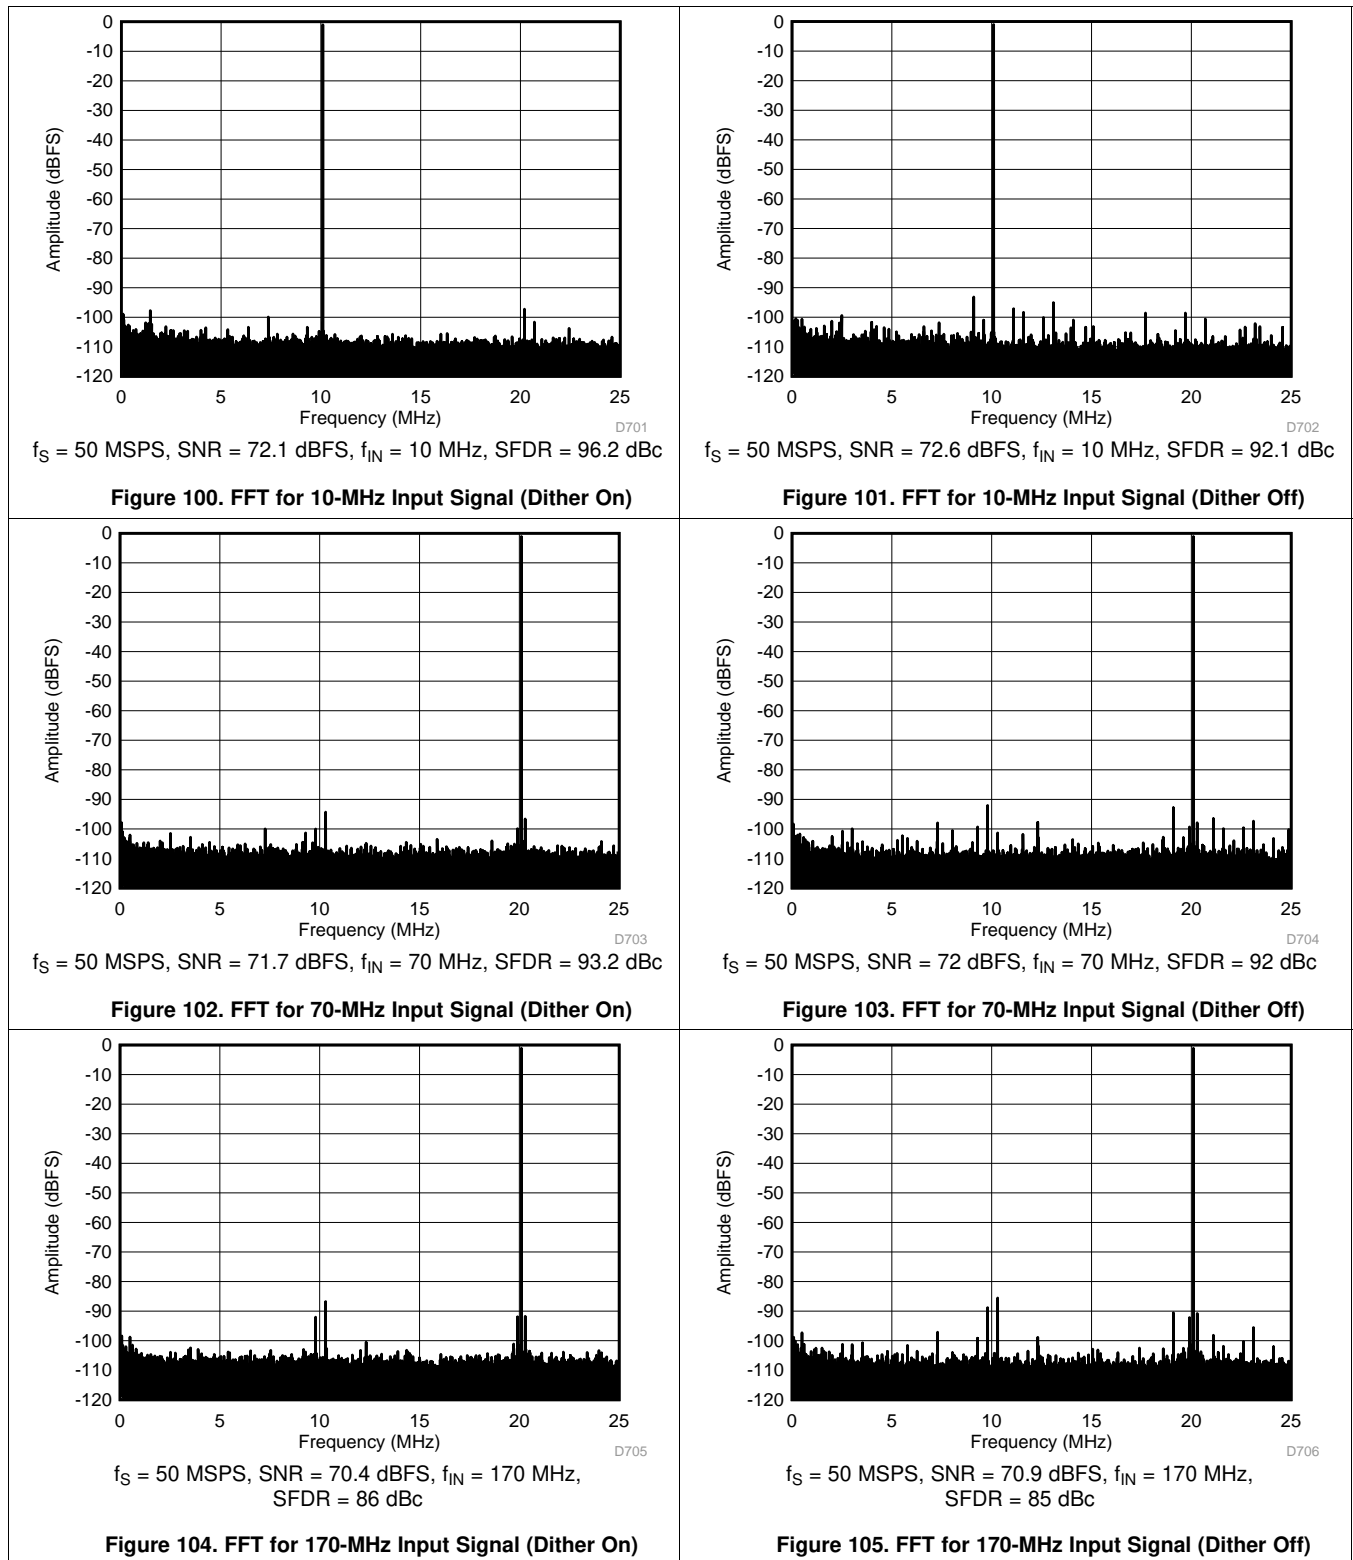 0
-10
-20
-30
-40
-50
-60
-70
-80
-90
-100
-110
-120
Amplitude (dBFS)
0 5 10 15 20 25
Frequency (MHz)
D701
fS = 50 MSPS, SNR = 72.1 dBFS, fIN = 10 MHz, SFDR = 96.2 dBc
Figure 100. FFT for 10-MHz Input Signal (Dither On)
0
-10
-20
-30
-40
-50
-60
-70
-80
-90
-100
-110
-120
Amplitude (dBFS)
0 5 10 15 20 25
Frequency (MHz)
D702
fS = 50 MSPS, SNR = 72.6 dBFS, fIN = 10 MHz, SFDR = 92.1 dBc
Figure 101. FFT for 10-MHz Input Signal (Dither Off)
0
-10
-20
-30
-40
-50
-60
-70
-80
-90
-100
-110
-120
Amplitude (dBFS)
0 5 10 15 20 25
Frequency (MHz)
D703
fS = 50 MSPS, SNR = 71.7 dBFS, fIN = 70 MHz, SFDR = 93.2 dBc
Figure 102. FFT for 70-MHz Input Signal (Dither On)
0
-10
-20
-30
-40
-50
-60
-70
-80
-90
-100
-110
-120
Amplitude (dBFS)
0 5 10 15 20 25
Frequency (MHz)
D704
fS = 50 MSPS, SNR = 72 dBFS, fIN = 70 MHz, SFDR = 92 dBc
Figure 103. FFT for 70-MHz Input Signal (Dither Off)
0
-10
-20
-30
-40
-50
-60
-70
-80
-90
-100
-110
-120
Amplitude (dBFS)
0 5 10 15 20 25
Frequency (MHz)
D705
fS = 50 MSPS, SNR = 70.4 dBFS, fIN = 170 MHz,
SFDR = 86 dBc
Figure 104. FFT for 170-MHz Input Signal (Dither On)
0
-10
-20
-30
-40
-50
-60
-70
-80
-90
-100
-110
-120
Amplitude (dBFS)
0 5 10 15 20 25
Frequency (MHz)
D706
fS = 50 MSPS, SNR = 70.9 dBFS, fIN = 170 MHz,
SFDR = 85 dBc
Figure 105. FFT for 170-MHz Input Signal (Dither Off)